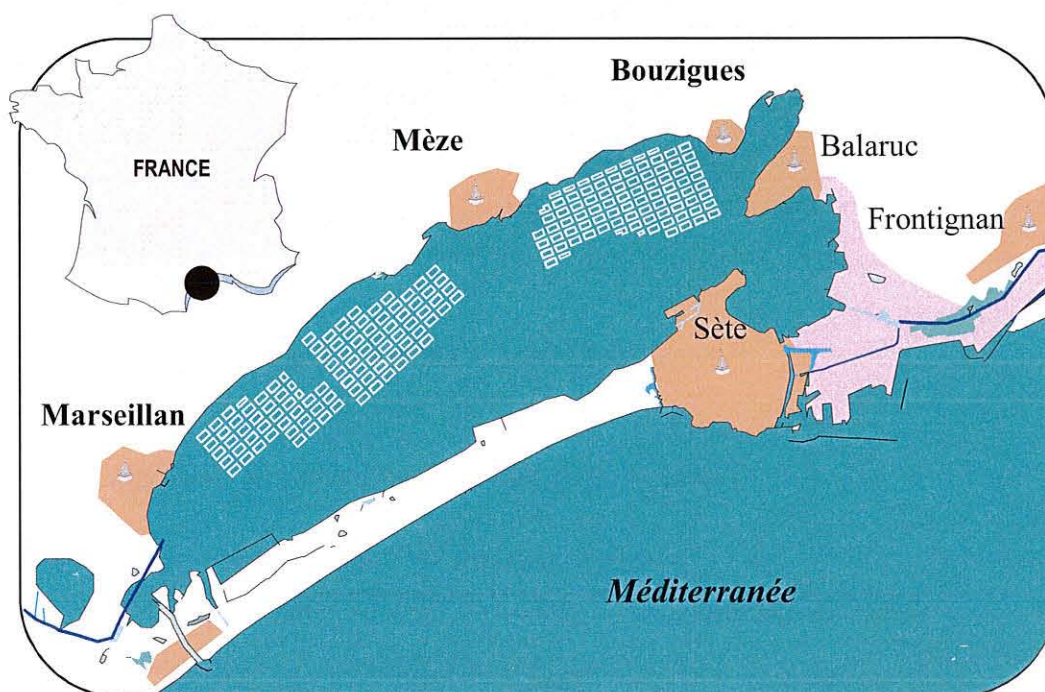 FRANCE
Bouzigues
Mèze
Balaruc
Frontignan
Sète
Marseillan
Méditerranée